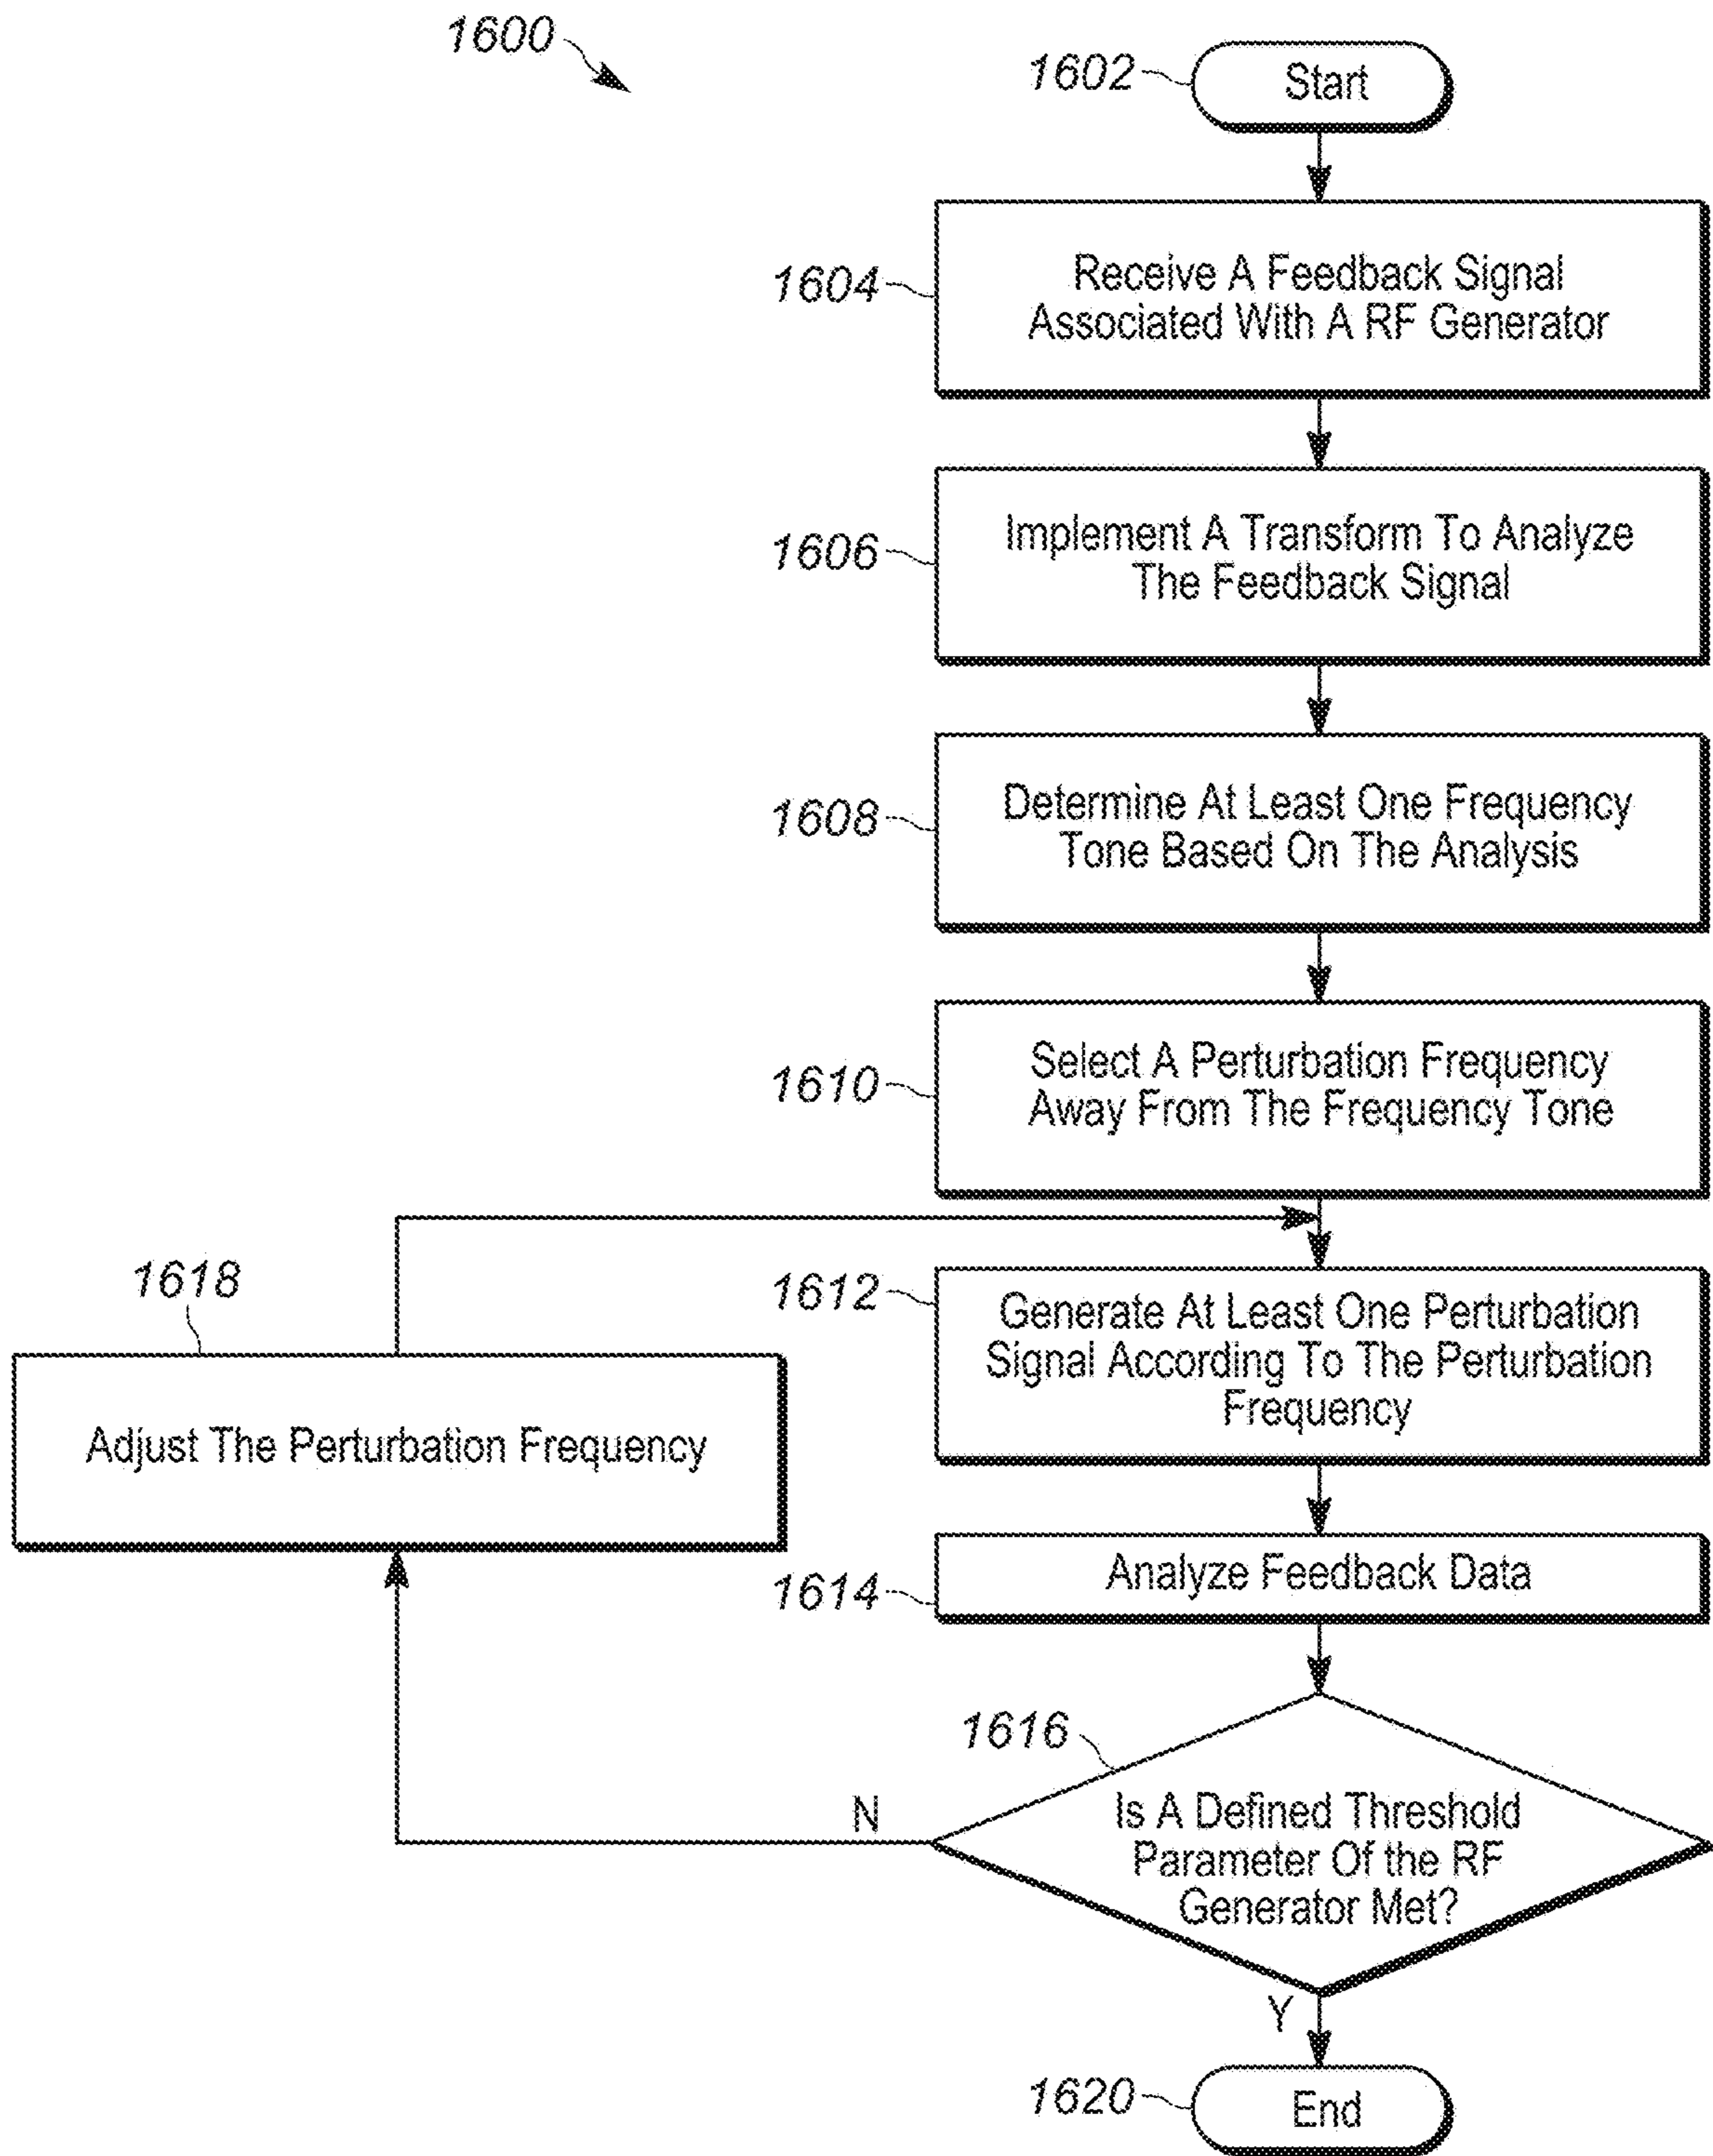 1600
1602
Start
1604
Receive A Feedback Signal
Associated With A RF Generator
1606
Implement A Transform To Analyze
The Feedback Signal
1608
Determine At Least One Frequency
Tone Based On The Analysis
1610
Select A Perturbation Frequency
Away From The Frequency Tone
1618
Adjust The Perturbation Frequency
1612
Generate At Least One Perturbation
Signal According To The Perturbation
Frequency
1614
Analyze Feedback Data
1616
Is A Defined Threshold
Parameter Of the RF
Generator Met?
N
Y
1620
End